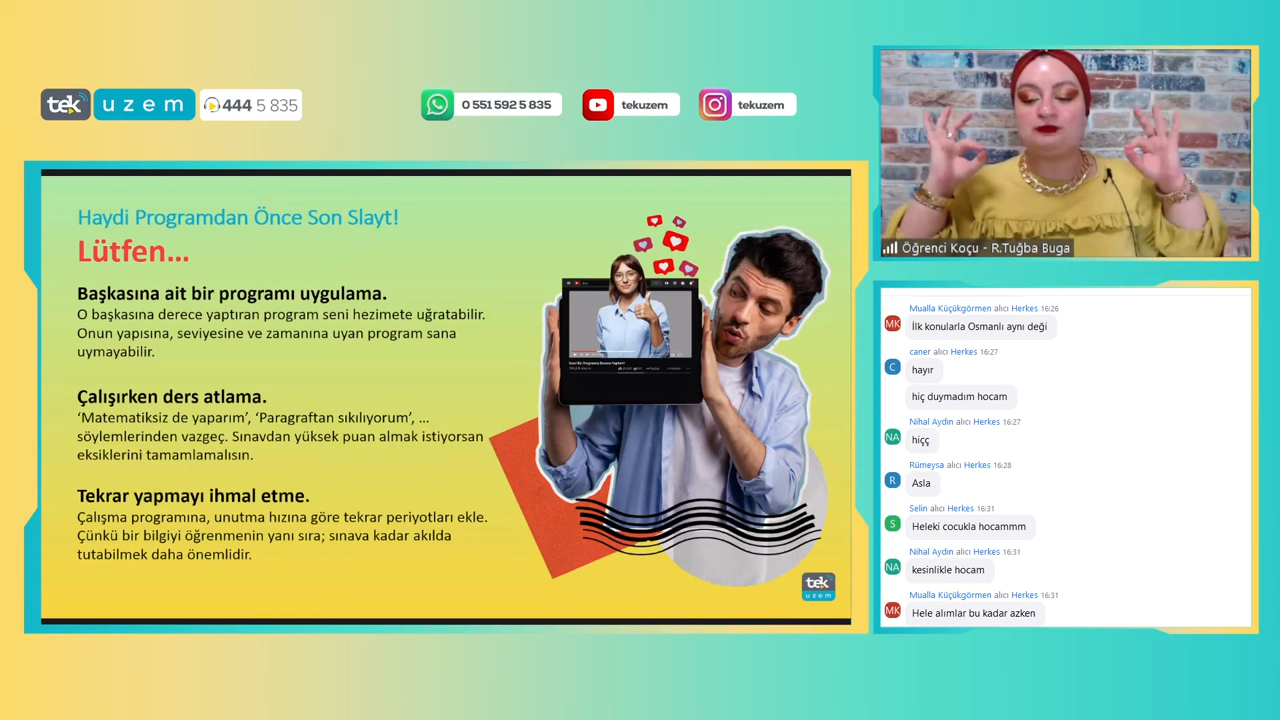 tek uzem 444 5 835
0 551 592 5 835
tekuzem
tekuzem
Haydi Programdan Önce Son Slayt!
Lütfen...
Başkasına ait bir programı uygulama.
O başkasına derece yaptıran program seni hezimete uğratabilir.
Onun yapısına, seviyesine ve zamanına uyan program sana
uymayabilir.
Çalışırken ders atlama.
‘Matematiksiz de yaparım’, ‘Paragraftan sıkılıyorum’, ...
söylemlerinden vazgeç. Sınavdan yüksek puan almak istiyorsan
eksiklerini tamamlamalısın.
Tekrar yapmayı ihmal etme.
Çalışma programına, unutma hızına göre tekrar periyotları ekle.
Çünkü bir bilgiyi öğrenmenin yanı sıra; sınava kadar akılda
tutabilmek daha önemlidir.
tek
uzem
Öğrenci Koçu - R.Tuğba Buga
Mualla Küçükgörmen alıcı Herkes 16:26
MK İlk konularla Osmanlı aynı deği
caner alıcı Herkes 16:27
C hayır
hiç duymadım hocam
Nihal Aydın alıcı Herkes 16:27
NA hiçç
Rümeysa alıcı Herkes 16:28
R Asla
Selin alıcı Herkes 16:31
S Heleki cocukla hocammm
Nihal Aydın alıcı Herkes 16:31
NA kesinlikle hocam
Mualla Küçükgörmen alıcı Herkes 16:31
MK Hele alımlar bu kadar azken